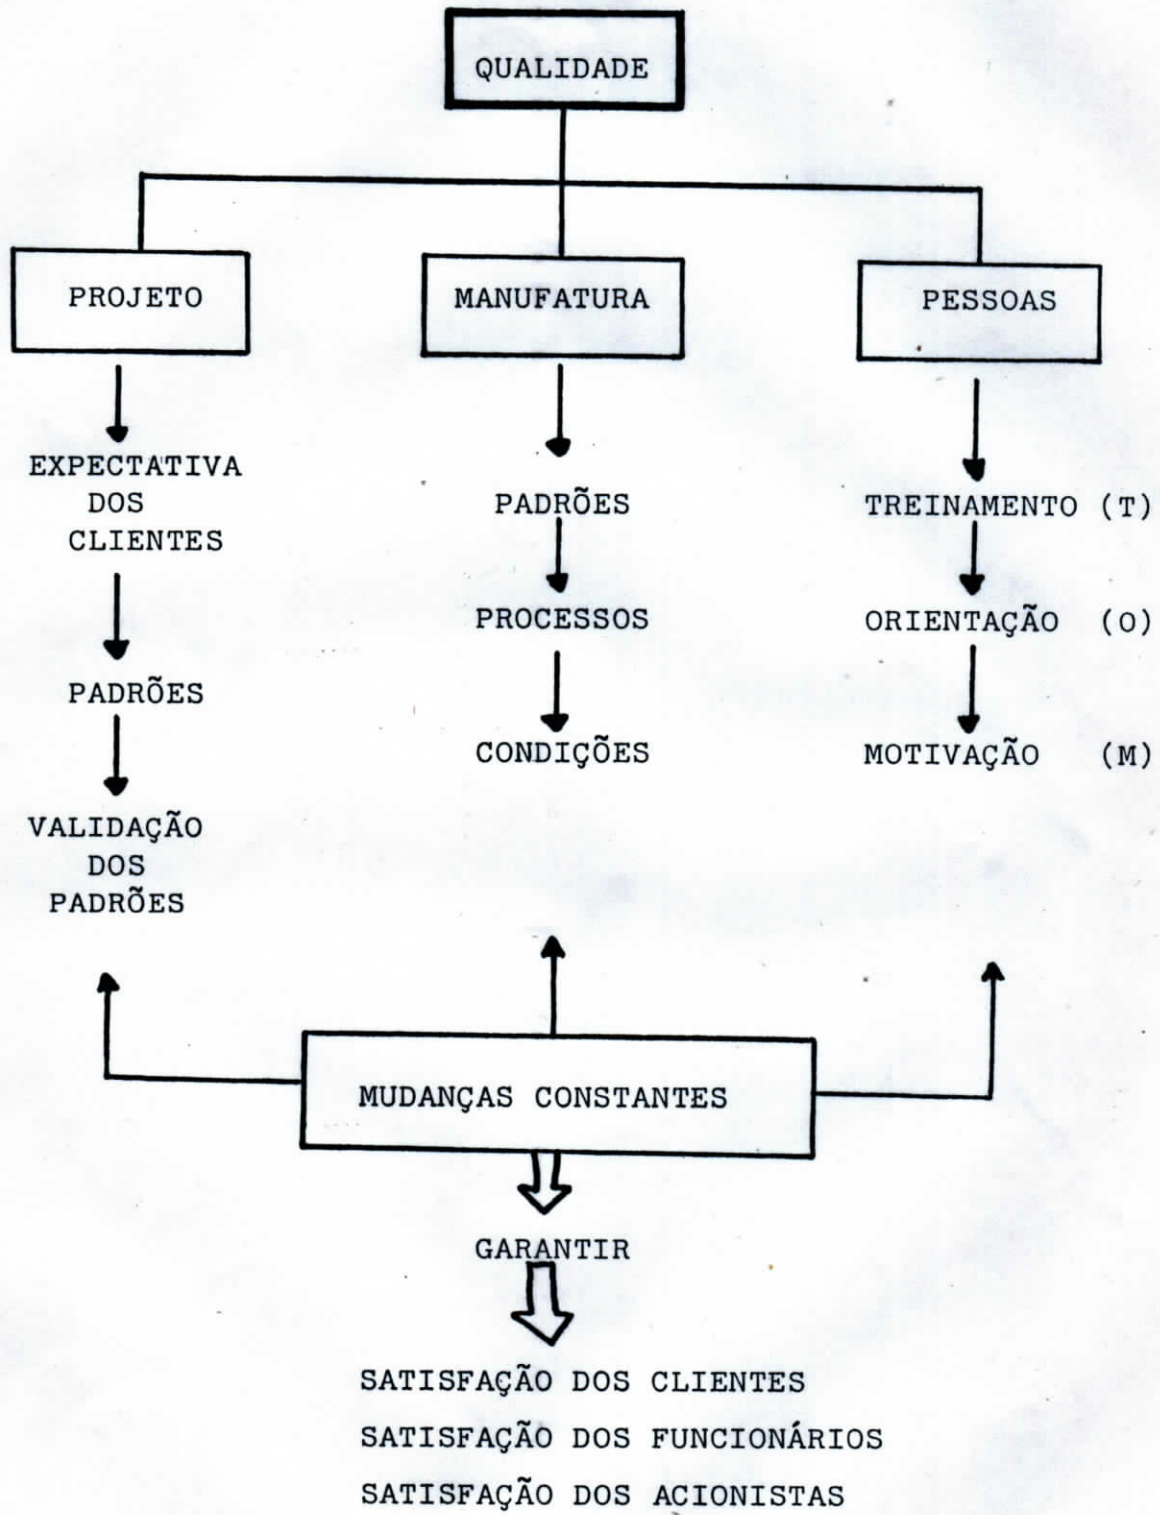 QUALIDADE
PROJETO
MANUFATURA
PESSOAS
EXPECTATIVA
DOS
CLIENTES
PADRÕES
VALIDAÇÃO
DOS
PADRÕES
PADRÕES
PROCESSOS
CONDIÇÕES
TREINAMENTO (T)
ORIENTAÇÃO (O)
MOTIVAÇÃO (M)
MUDANÇAS CONSTANTES
GARANTIR
SATISFAÇÃO DOS CLIENTES
SATISFAÇÃO DOS FUNCIONÁRIOS
SATISFAÇÃO DOS ACIONISTAS